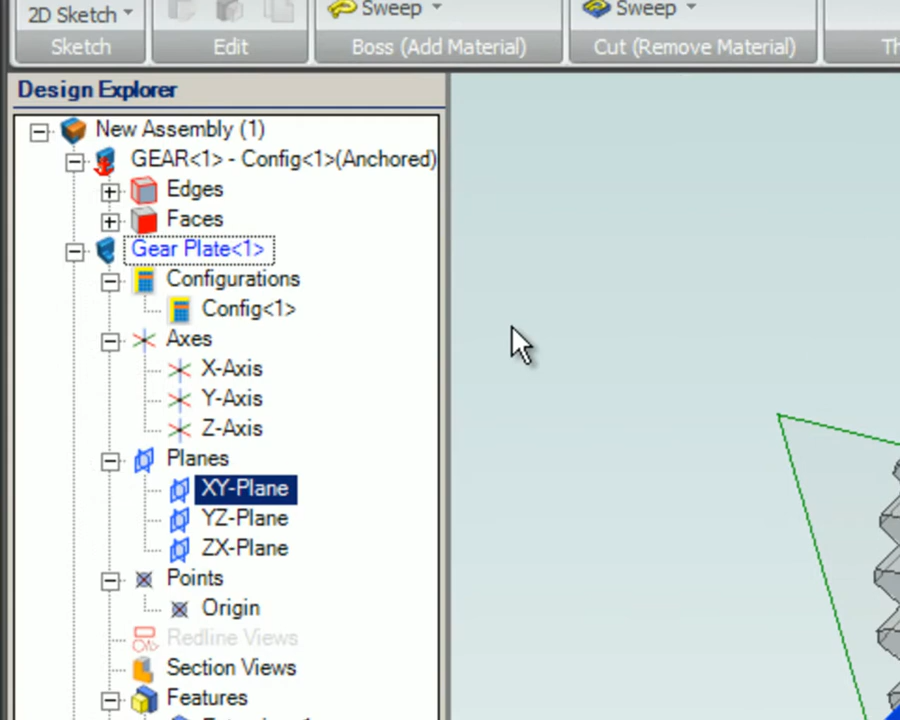 2D Sketch
Sweep
Sweep
Sketch
Edit
Boss (Add Material)
Cut (Remove Material)
Design Explorer
New Assembly (1)
GEAR<1> - Config<1>(Anchored)
Edges
Faces
Gear Plate<1>
Configurations
Config<1>
Axes
X-Axis
Y-Axis
Z-Axis
Planes
XY-Plane
YZ-Plane
ZX-Plane
Points
Origin
Redline Views
Section Views
Features